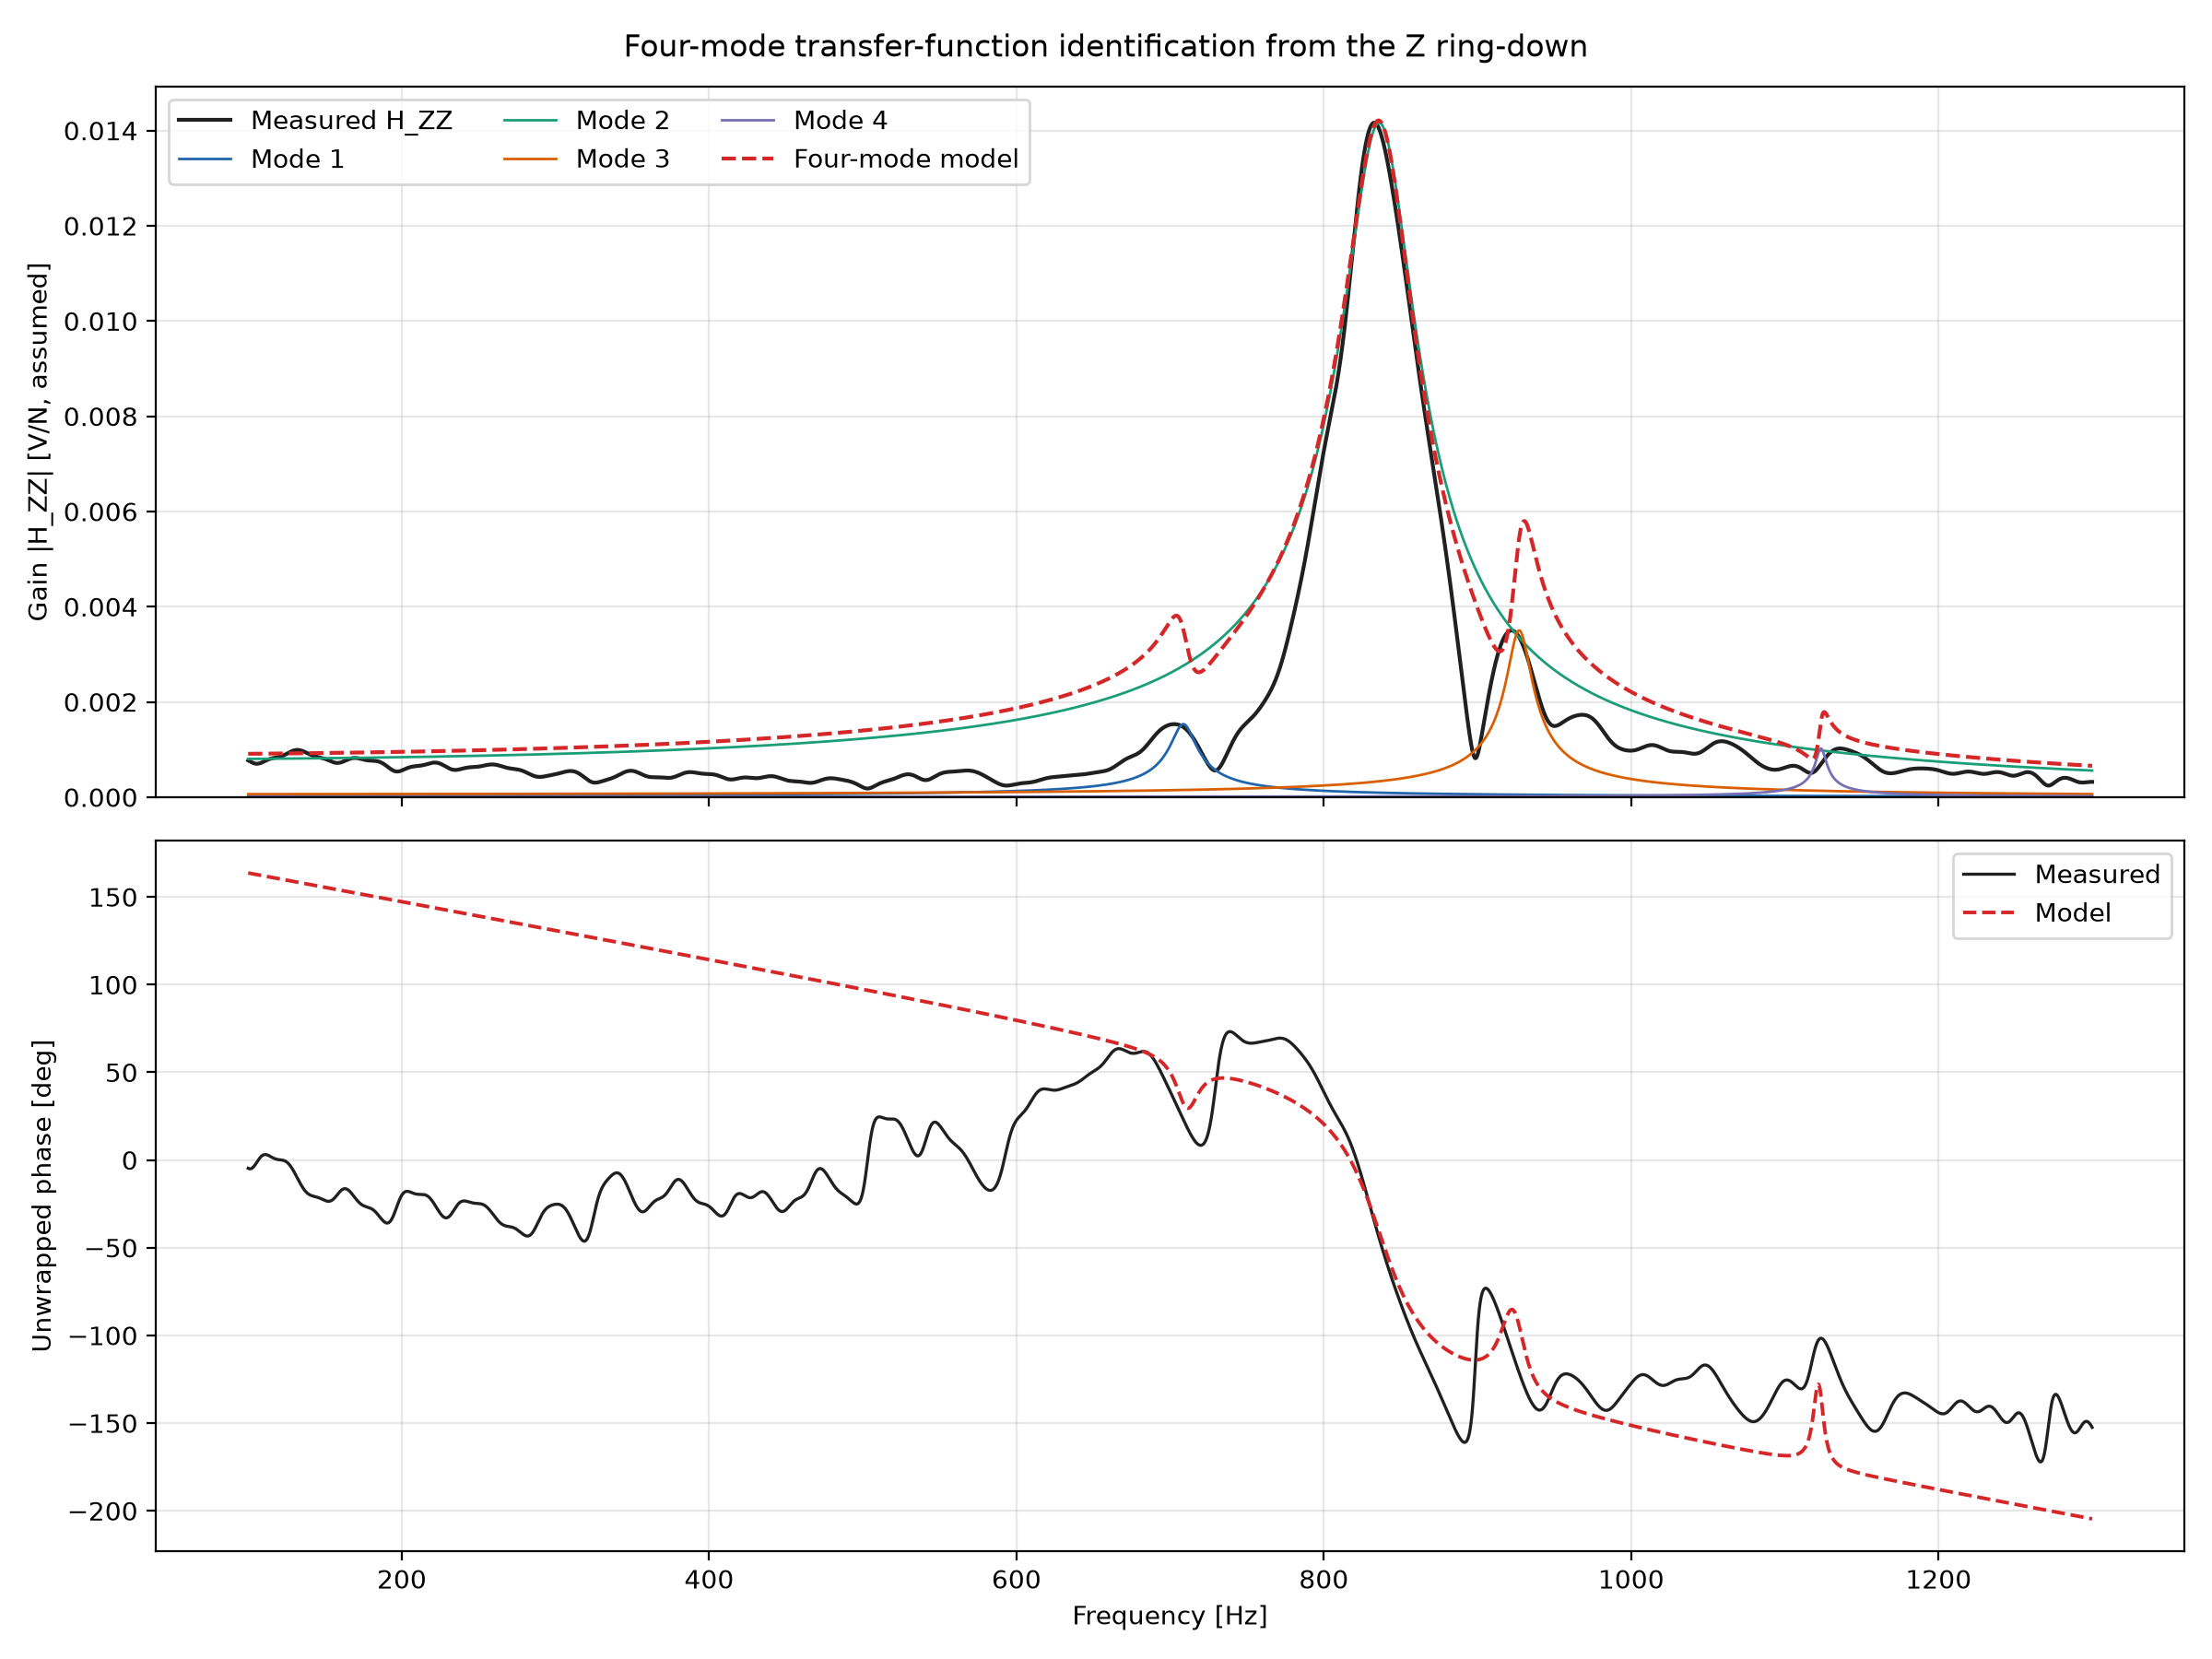 Four-mode transfer-function identification from the Z ring-down
Measured H_ZZ
Mode 1
Mode 2
Mode 3
Mode 4
Four-mode model
Gain |H_ZZ| [V/N, assumed]
0.014
0.012
0.010
0.008
0.006
0.004
0.002
0.000
Measured
Model
Unwrapped phase [deg]
150
100
50
0
−50
−100
−150
−200
200
400
600
800
1000
1200
Frequency [Hz]